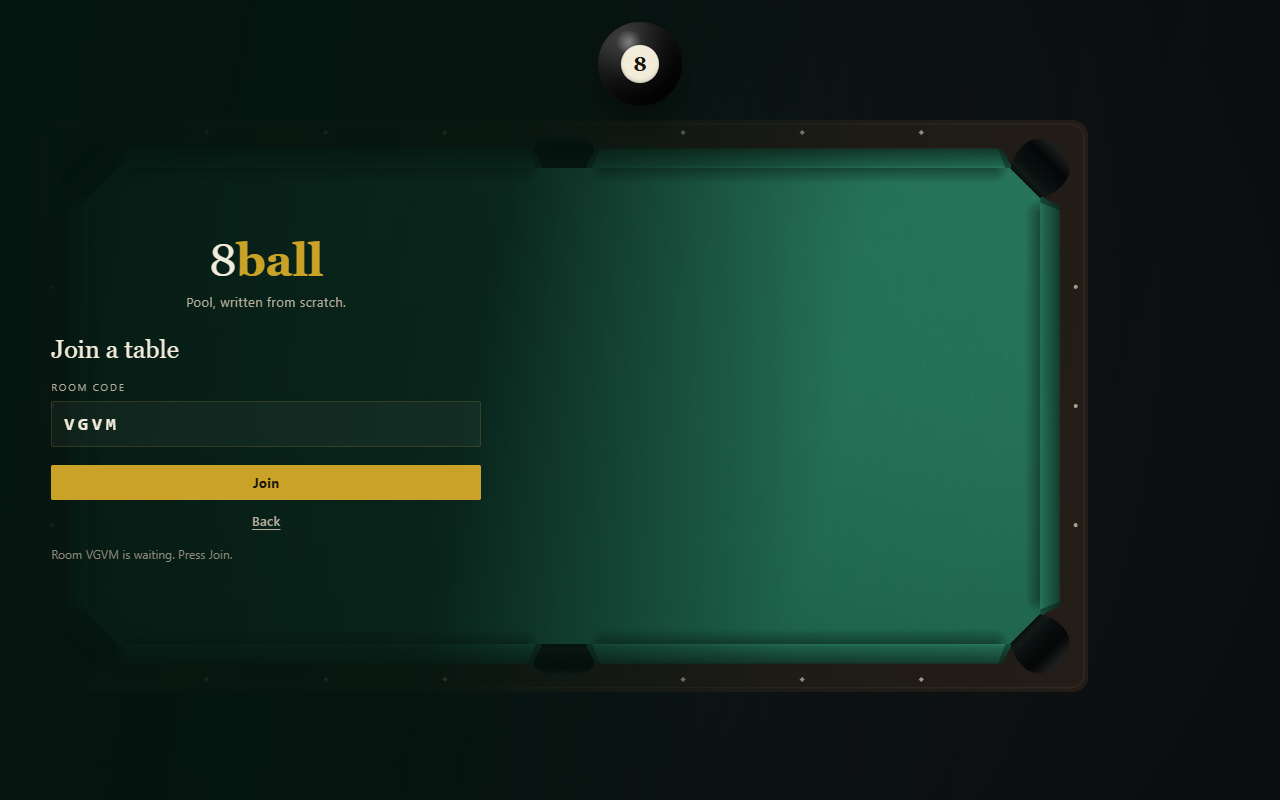 8
8ball
Pool, written from scratch.
Join a table
ROOM CODE
VGVM
Join
Back
Room VGVM is waiting. Press Join.